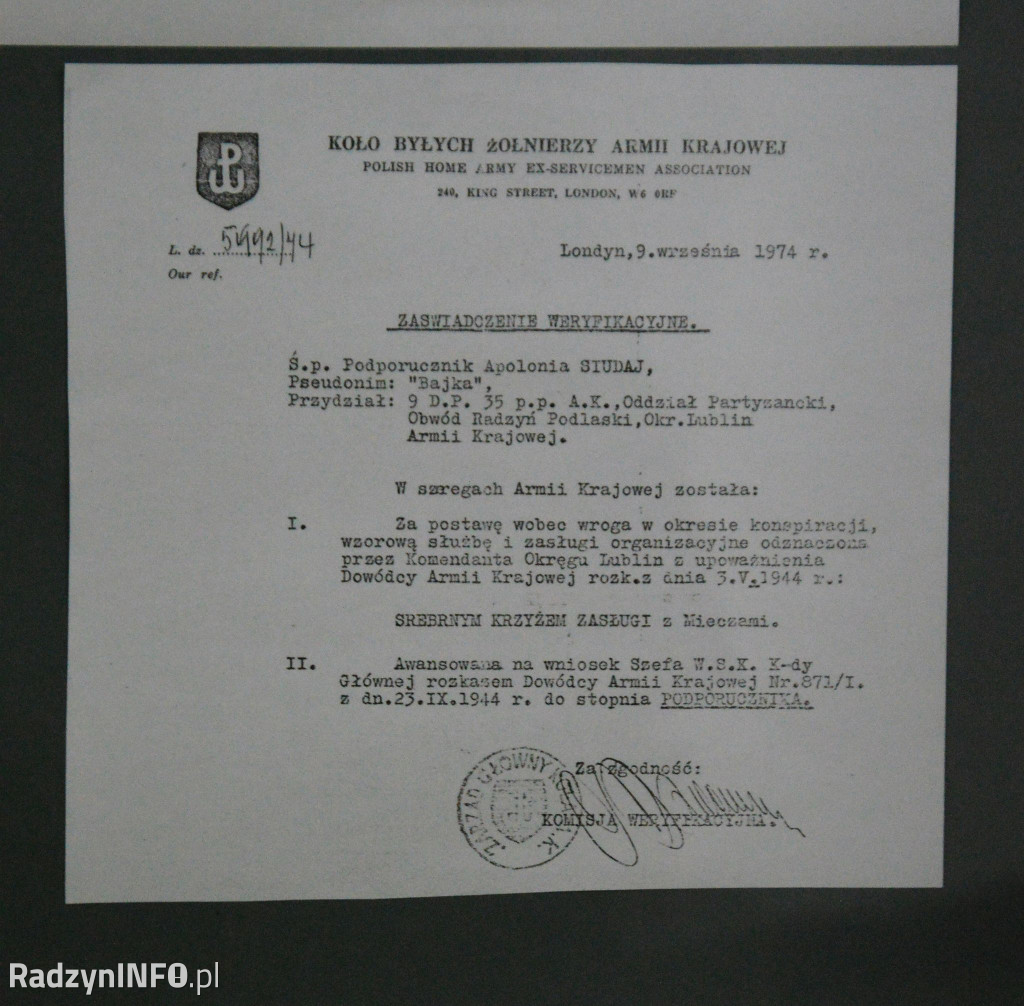 KOŁO BYŁYCH ŻOŁNIERZY ARMII KRAJOWEJ
POLISH HOME ARMY EX-SERVICEMEN ASSOCIATION
240, KING STREET, LONDON, W6 0RF
L. dz.
Our ref.
Londyn, 9.września 1974 r.
ZAŚWIADCZENIE WERYFIKACYJNE.
Ś.p. Podporucznik Apolonia SIUDAJ,
Pseudonim: "Bajka",
Przydział: 9 D.P. 35 p.p. A.K.,Oddział Partyzancki,
Obwód Radzyń Podlaski,Okr.Lublin
Armii Krajowej.
W szregach Armii Krajowej została:
I. Za postawę wobec wroga w okresie konspiracji,
wzorową służbę i zasługi organizacyjne odznaczona
przez Komendanta Okręgu Lublin z upoważnienia
Dowódcy Armii Krajowej rozk.z dnia 3.V.1944 r.:
SREBRNYM KRZYŻEM ZASŁUGI z Mieczami.
II. Awansowana na wniosek Szefa W.S.K. K-dy
Głównej rozkazem Dowódcy Armii Krajowej Nr.871/I.
z dn.23.IX.1944 r. do stopnia PODPORUCZNIKA.
Za zgodność:
KOMISJA WERYFIKACYJNA.
ZARZĄD GŁÓWNY
A.K.
RadzynINFO.pl